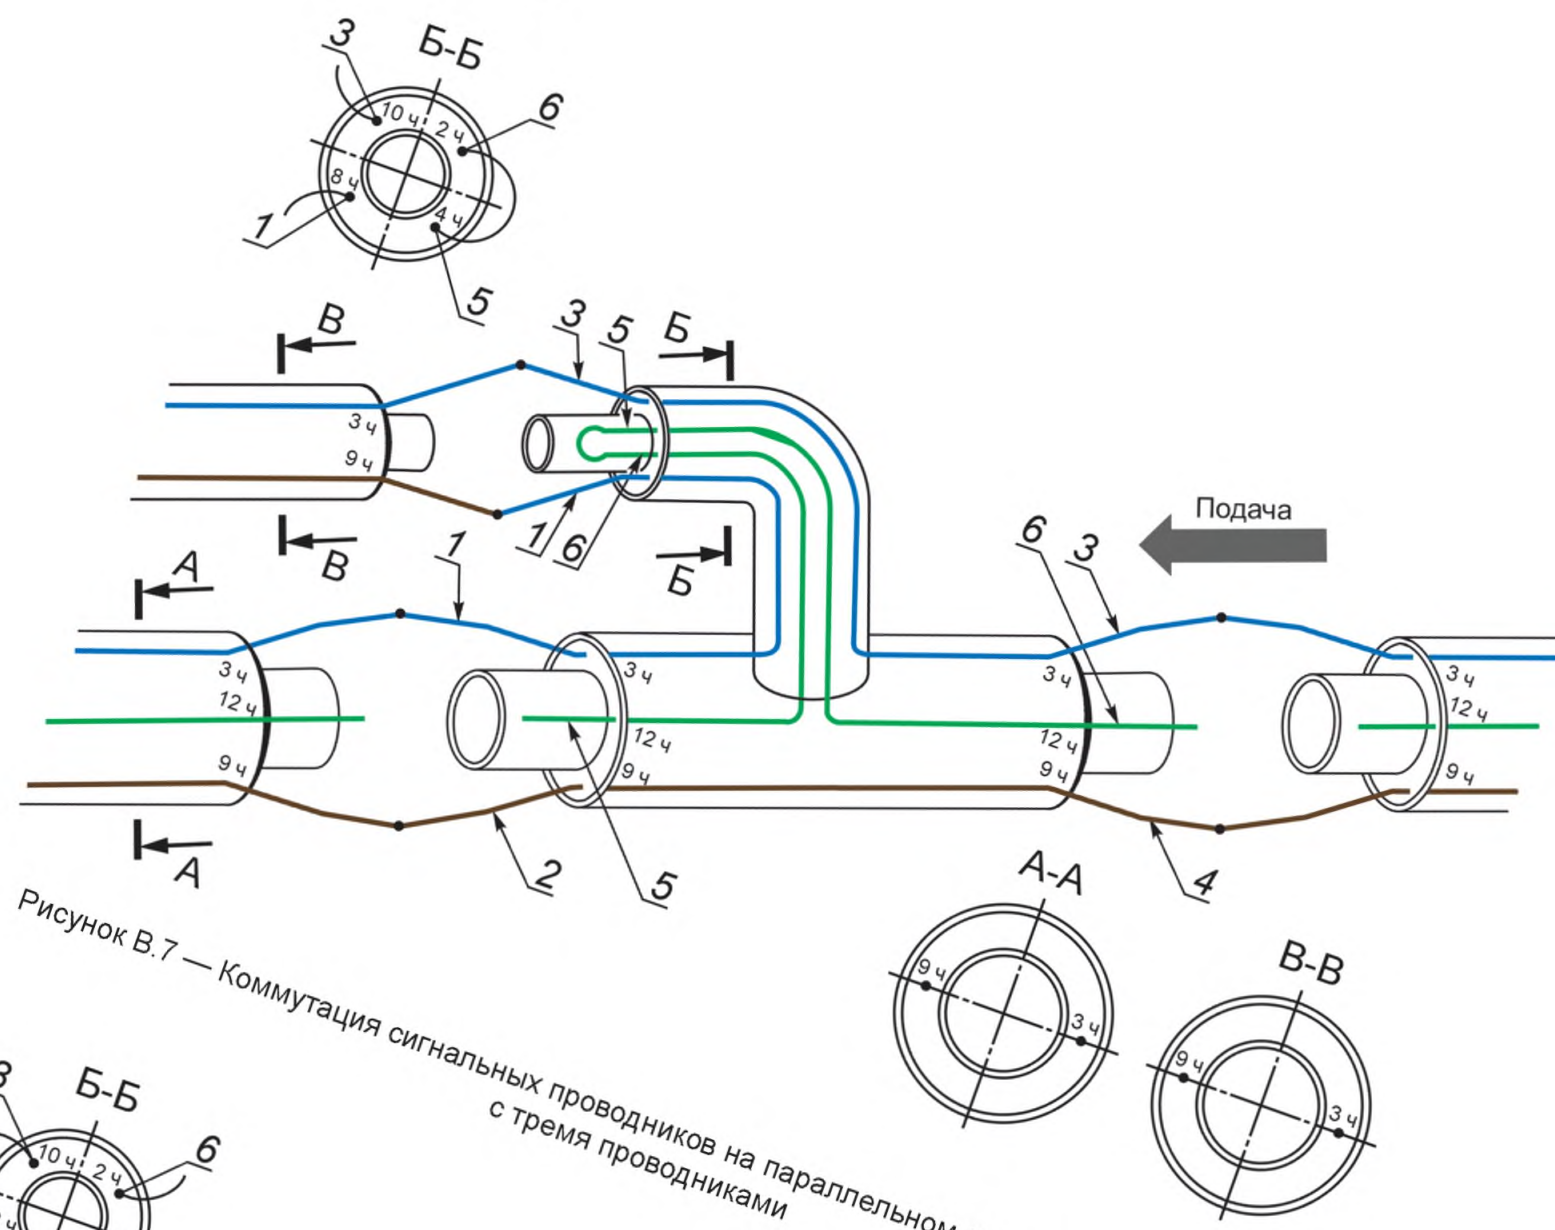 Б-Б
3
6
10 ч
2 ч
8 ч
4 ч
1
5
В
3
5
Б
3 ч
9 ч
В
1
6
Б
Подача
А
1
6
3
3 ч
12 ч
9 ч
3 ч
12 ч
9 ч
3 ч
12 ч
9 ч
3 ч
12 ч
9 ч
А
2
5
4
А-А
9 ч
3 ч
В-В
9 ч
3 ч
Рисунок В.7 — Коммутация сигнальных проводников на параллельном
с тремя проводниками
3
Б-Б
6
10 ч
2 ч